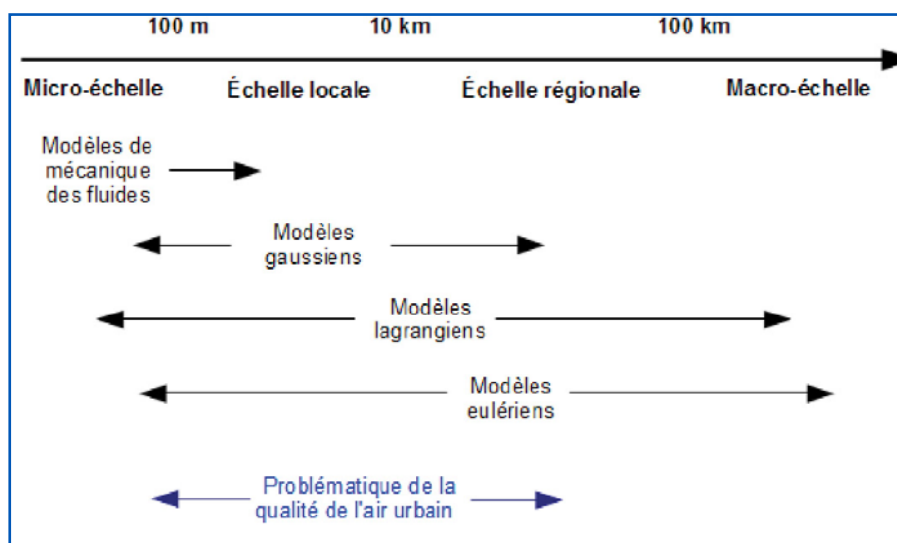 100 m 10 km 100 km
Micro-échelle Échelle locale Échelle régionale Macro-échelle
Modèles de
mécanique
des fluides
Modèles
gaussiens
Modèles
lagrangiens
Modèles
eulériens
Problématique de la
qualité de l'air urbain